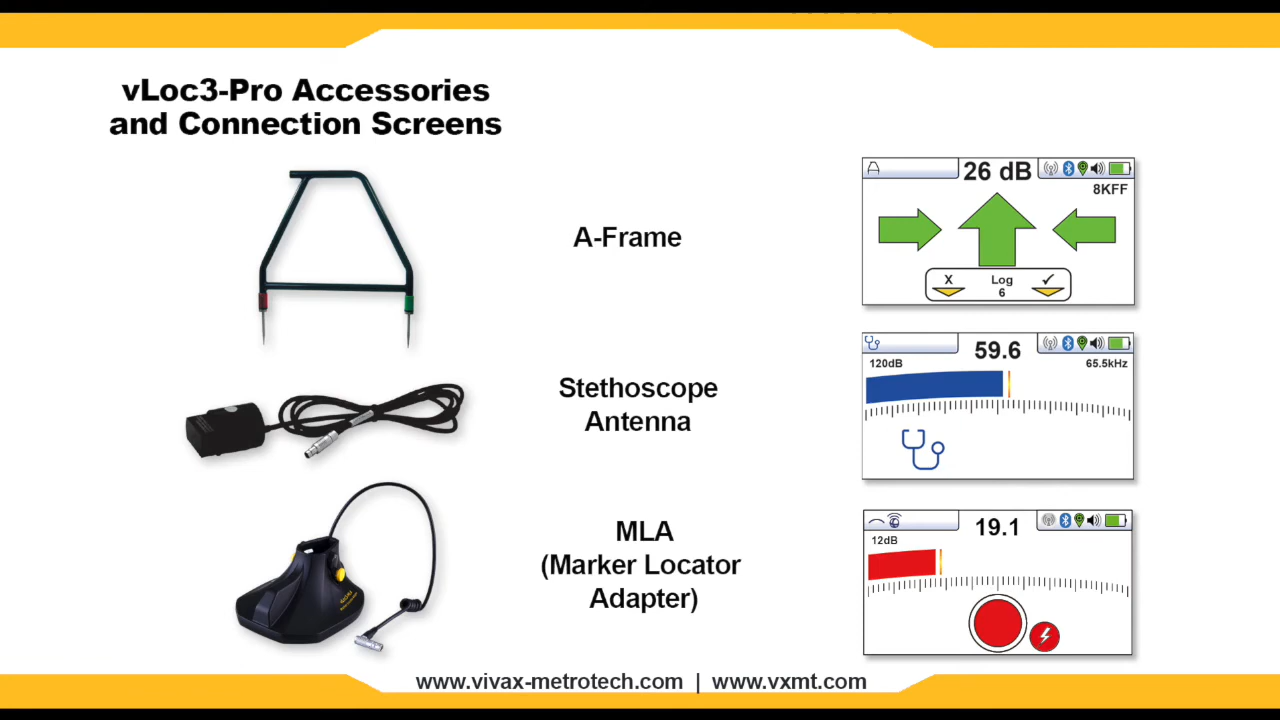 vLoc3-Pro Accessories
and Connection Screens
A-Frame
26 dB
8KFF
X
Log
6
Stethoscope
Antenna
59.6
120dB
65.5kHz
MLA
(Marker Locator
Adapter)
19.1
12dB
www.vivax-metrotech.com | www.vxmt.com